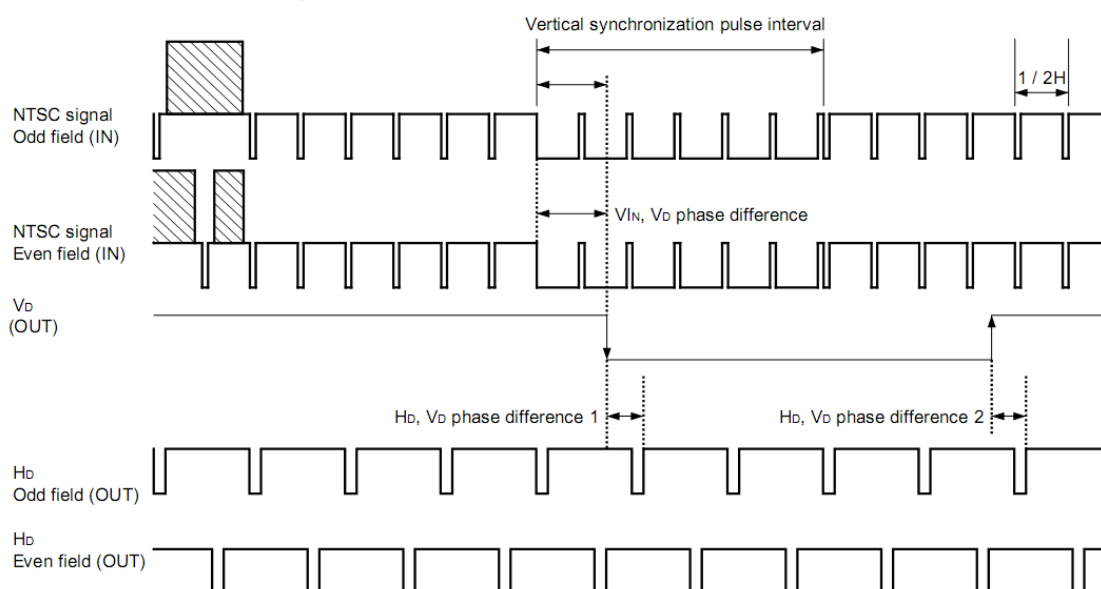 Vertical synchronization pulse interval
1 / 2H
NTSC signal
Odd field (IN)
VIN, VD phase difference
NTSC signal
Even field (IN)
VD
(OUT)
HD, VD phase difference 1
HD, VD phase difference 2
HD
Odd field (OUT)
HD
Even field (OUT)